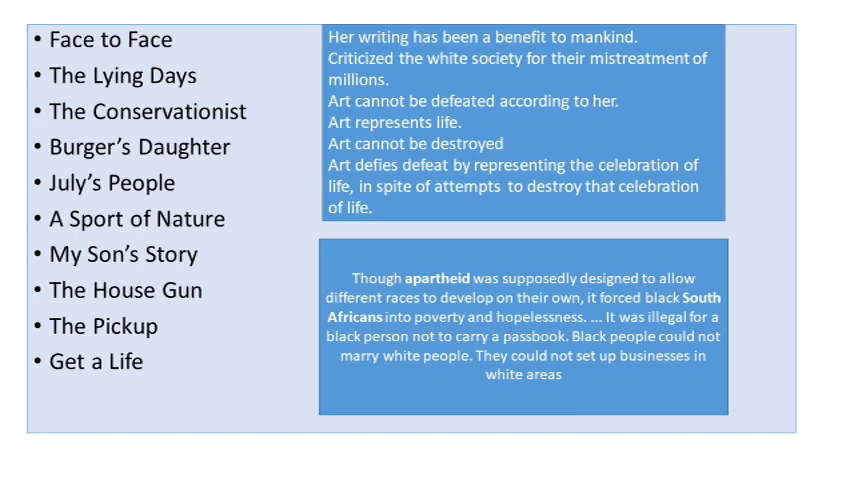 • Face to Face
• The Lying Days
• The Conservationist
• Burger’s Daughter
• July’s People
• A Sport of Nature
• My Son’s Story
• The House Gun
• The Pickup
• Get a Life
Her writing has been a benefit to mankind.
Criticized the white society for their mistreatment of
millions.
Art cannot be defeated according to her.
Art represents life.
Art cannot be destroyed
Art defies defeat by representing the celebration of
life, in spite of attempts to destroy that celebration
of life.
Though apartheid was supposedly designed to allow
different races to develop on their own, it forced black South
Africans into poverty and hopelessness. ... It was illegal for a
black person not to carry a passbook. Black people could not
marry white people. They could not set up businesses in
white areas